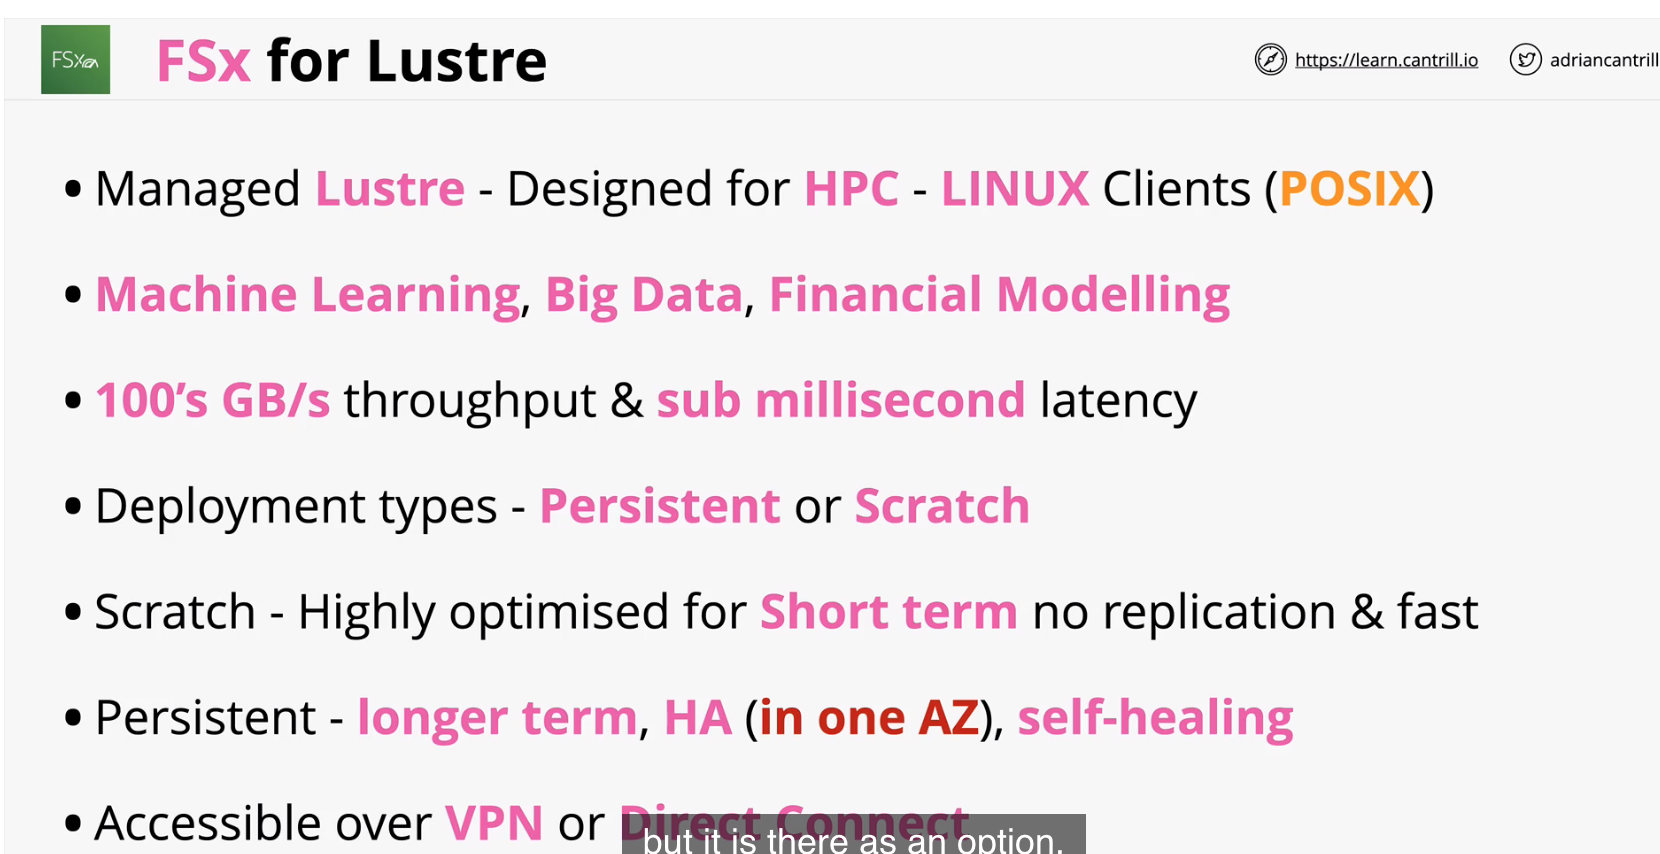 FSx
FSx for Lustre
https://learn.cantrill.io
adriancantrill
• Managed Lustre - Designed for HPC - LINUX Clients (POSIX)
• Machine Learning, Big Data, Financial Modelling
• 100's GB/s throughput & sub millisecond latency
• Deployment types - Persistent or Scratch
• Scratch - Highly optimised for Short term no replication & fast
• Persistent - longer term, HA (in one AZ), self-healing
• Accessible over VPN or Direct Connect
but it is there as an option.